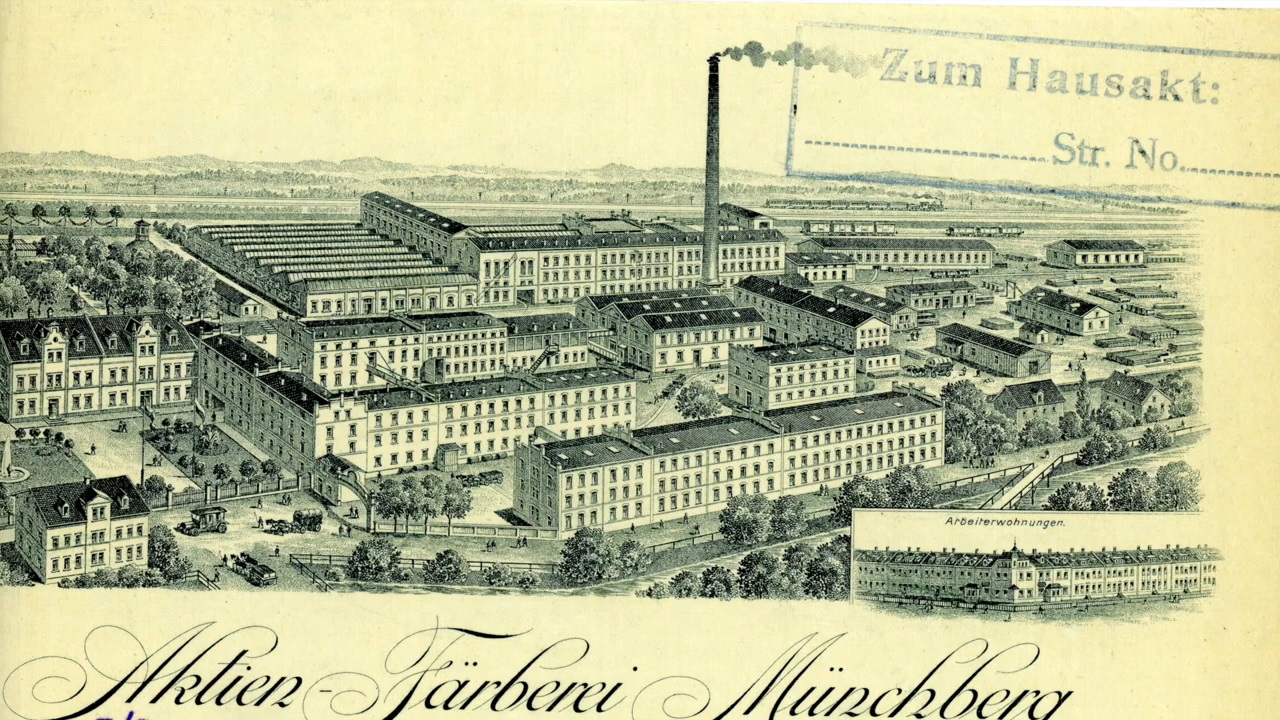 Zum Hausakt:
Str. No.
Arbeiterwohnungen.
Aktien-Färberei Münchberg